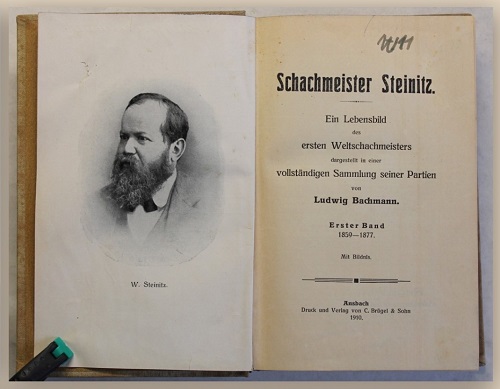 W. Steinitz.
Schachmeister Steinitz.
Ein Lebensbild
des
ersten Weltschachmeisters
dargestellt in einer
vollständigen Sammlung seiner Partien
von
Ludwig Bachmann.
Erster Band
1859—1877.
Mit Bildnis.
Ansbach
Druck und Verlag von C. Brügel & Sohn
1910.